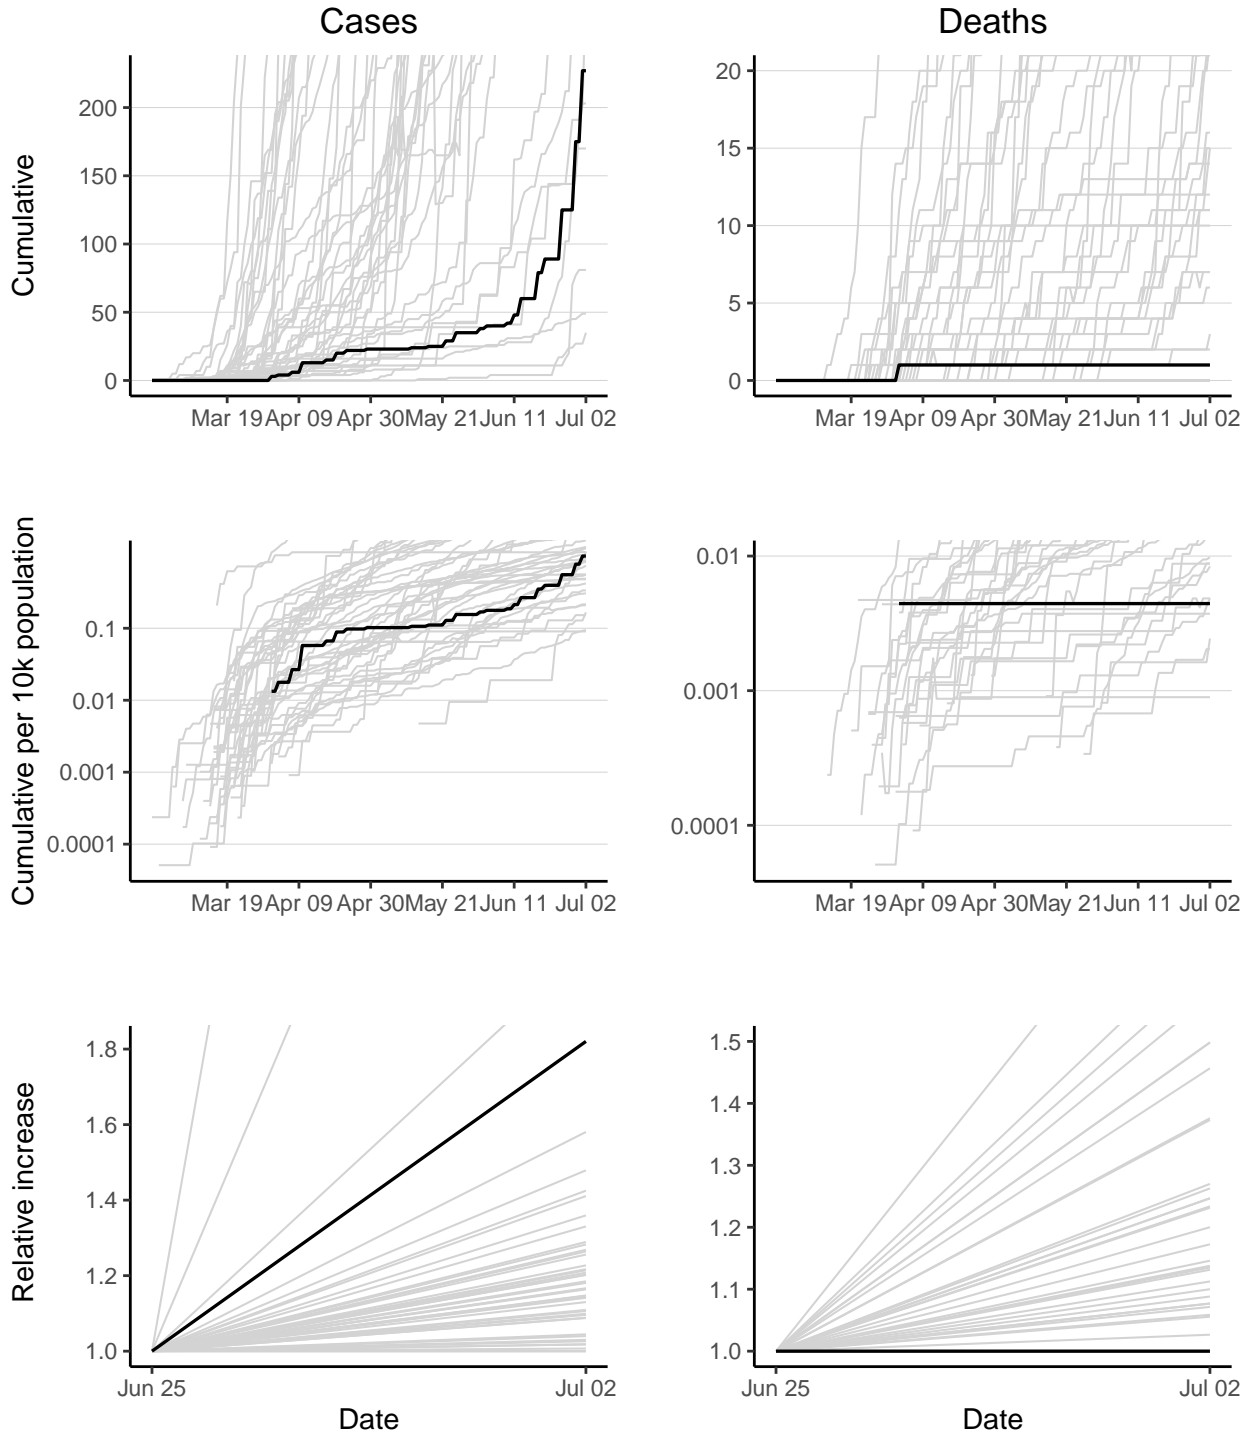 Cases
Deaths
Cumulative
200
150
100
50
0
Mar 19 Apr 09 Apr 30 May 21 Jun 11 Jul 02
20
15
10
5
0
Mar 19 Apr 09 Apr 30 May 21 Jun 11 Jul 02
Cumulative per 10k population
0.1
0.01
0.001
0.0001
Mar 19 Apr 09 Apr 30 May 21 Jun 11 Jul 02
0.01
0.001
0.0001
Mar 19 Apr 09 Apr 30 May 21 Jun 11 Jul 02
Relative increase
1.8
1.6
1.4
1.2
1.0
Jun 25 Jul 02
Date
1.5
1.4
1.3
1.2
1.1
1.0
Jun 25 Jul 02
Date